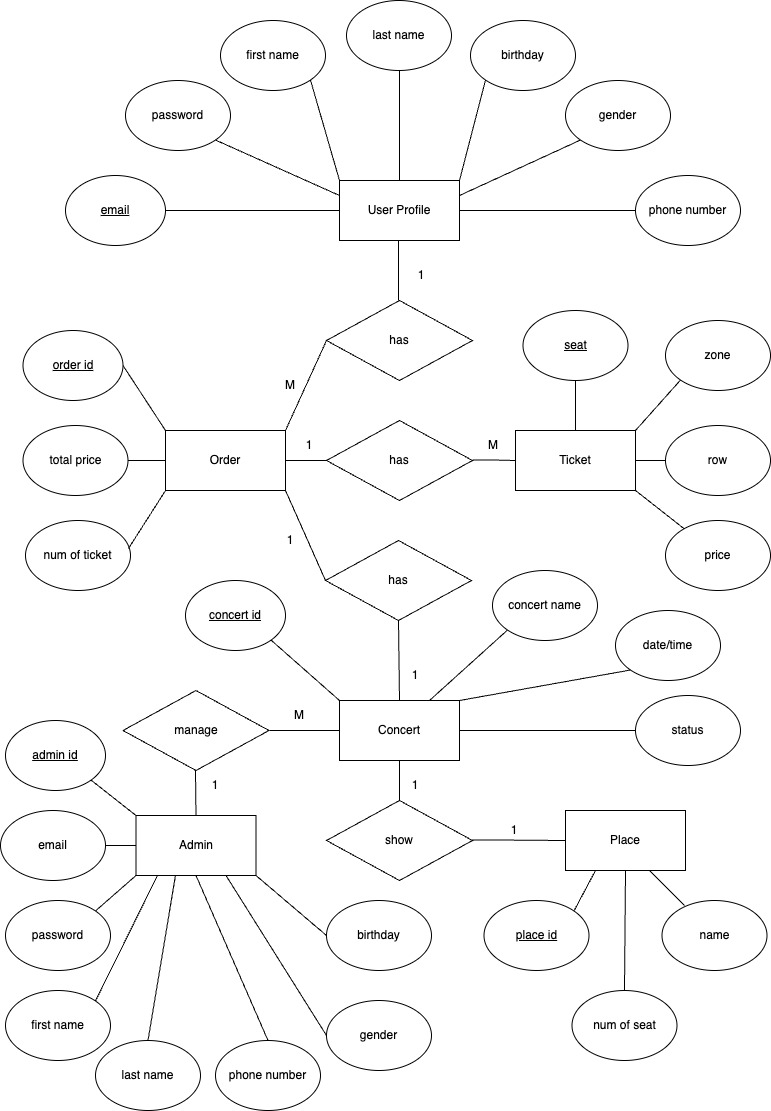 last name
first name
birthday
password
gender
email
User Profile
phone number
1
has
seat
zone
order id
M
1
M
total price
Order
has
Ticket
row
1
num of ticket
has
price
concert id
concert name
date/time
1
M
manage
Concert
status
admin id
1
1
1
email
Admin
show
Place
password
birthday
place id
name
first name
gender
num of seat
last name
phone number